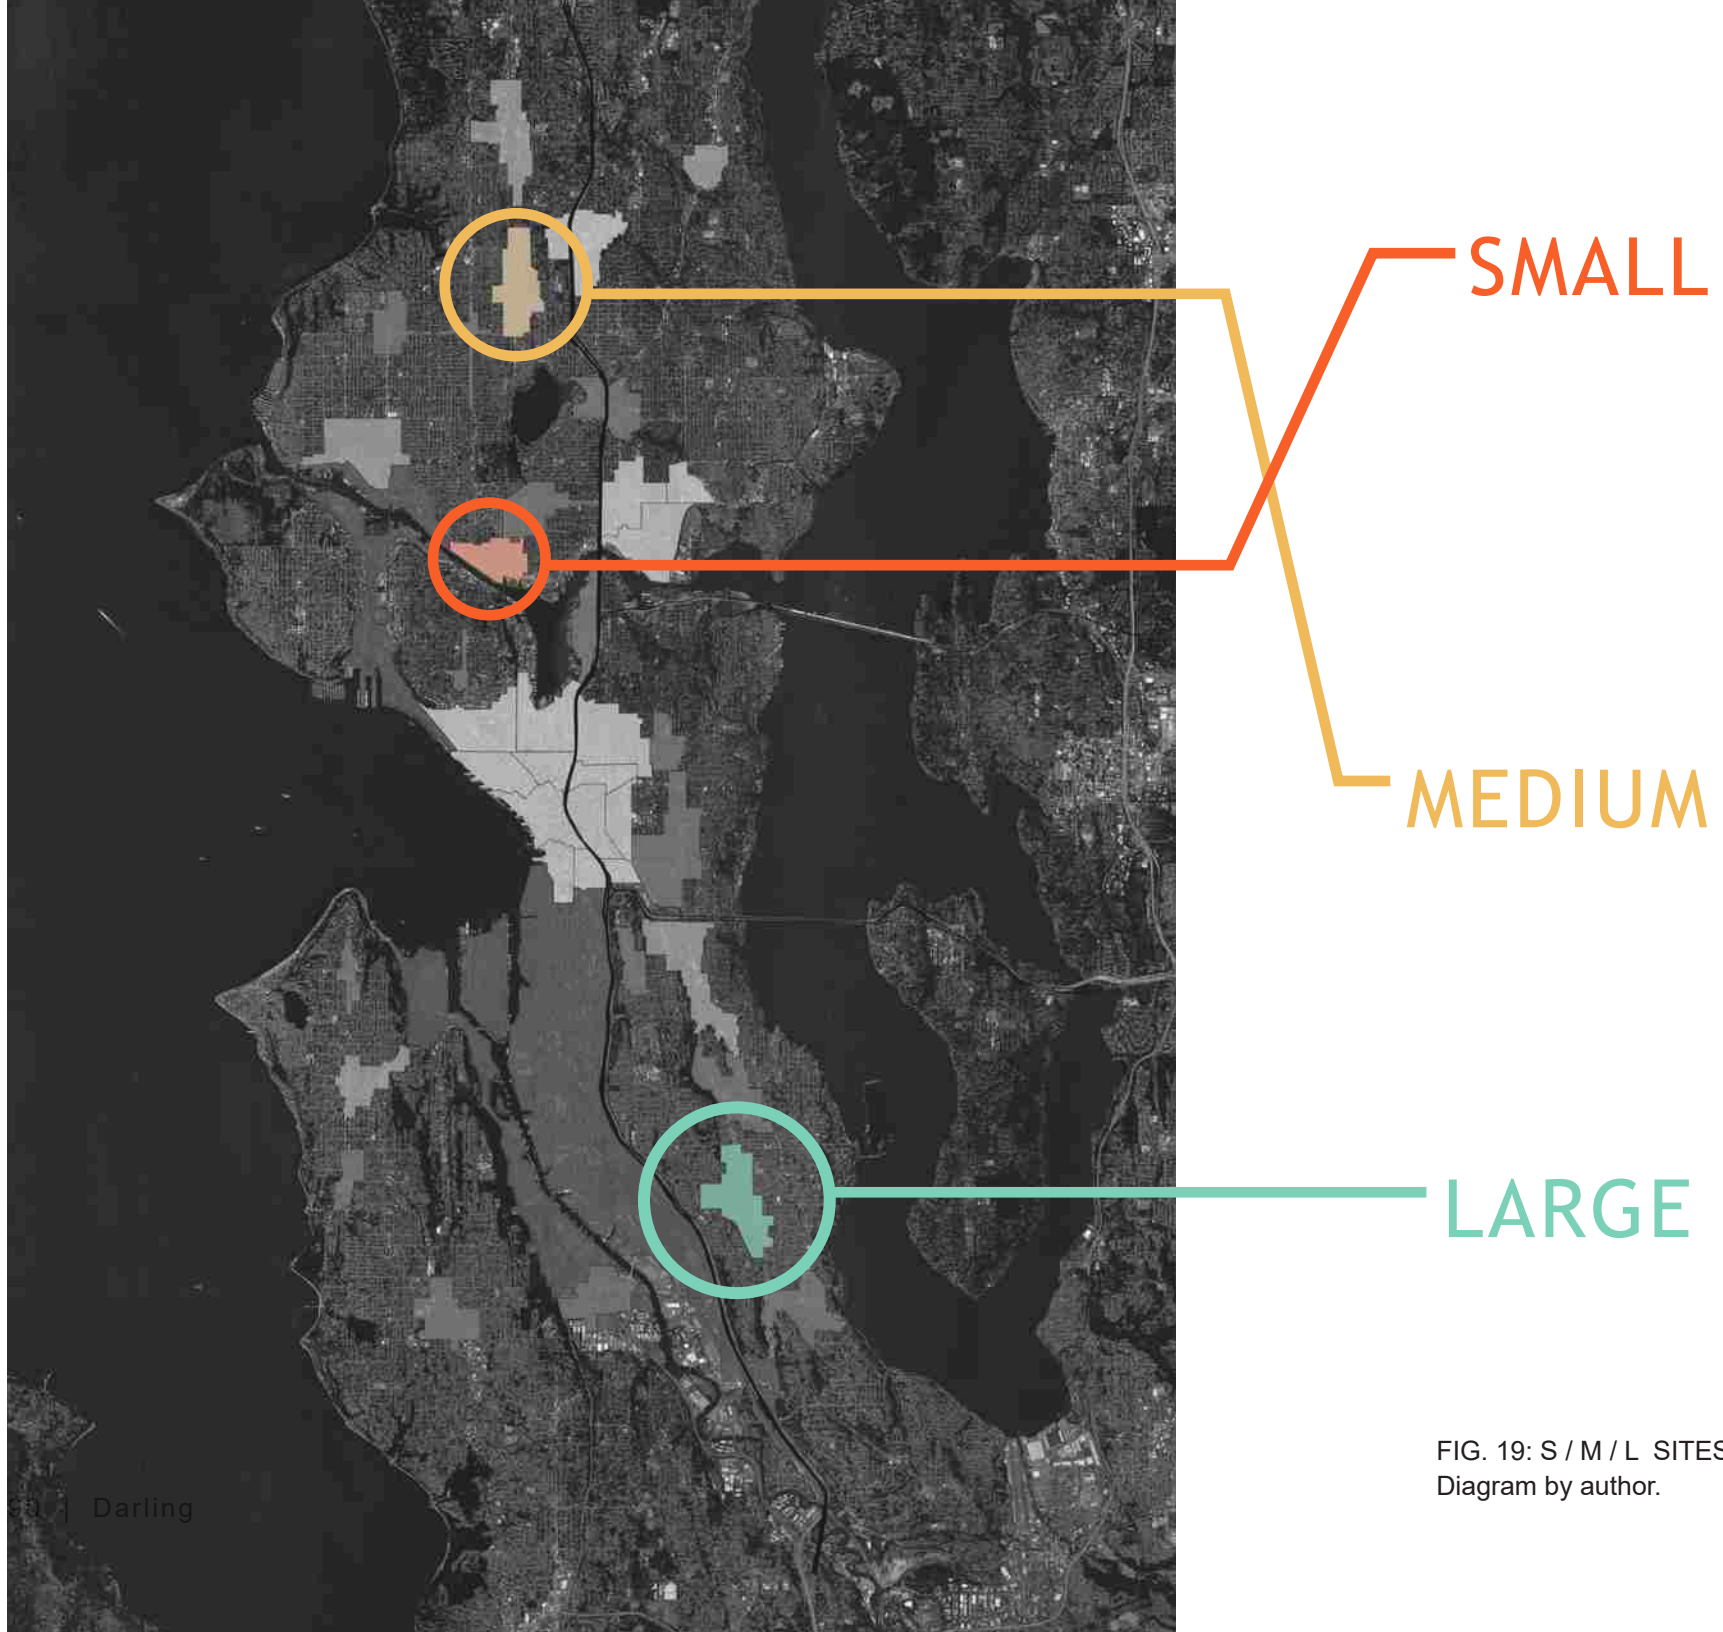 SMALL
MEDIUM
LARGE
FIG. 19: S / M / L SITES
Diagram by author.
| Darling